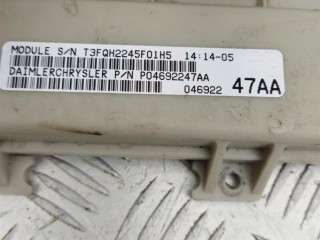 MODULE S/N T3FQH2245F01H5 14:14-05
DAIMLERCHRYSLER P/N P04692247AA
046922 47AA